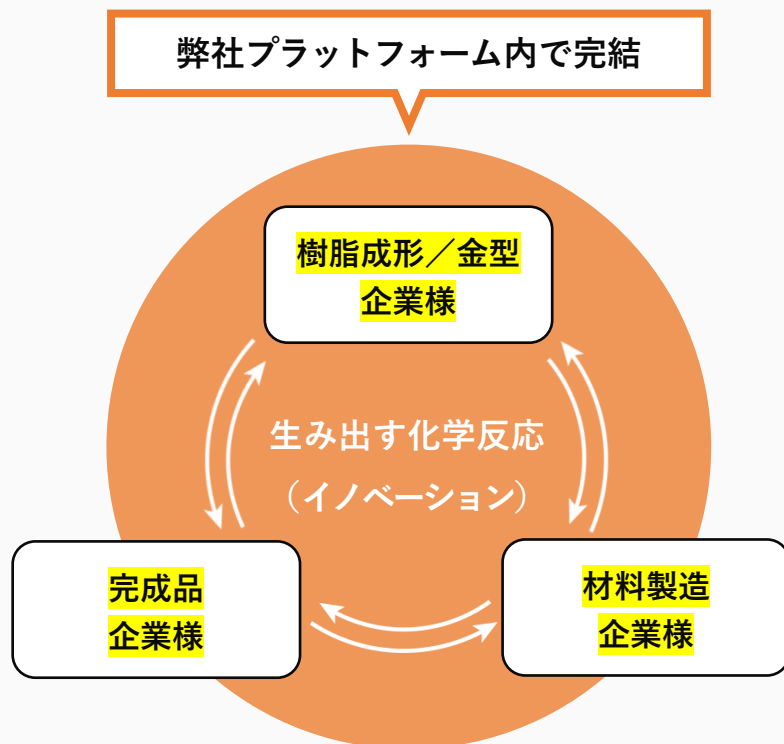 弊社プラットフォーム内で完結
樹脂成形／金型
企業様
生み出す化学反応
（イノベーション）
完成品
企業様
材料製造
企業様